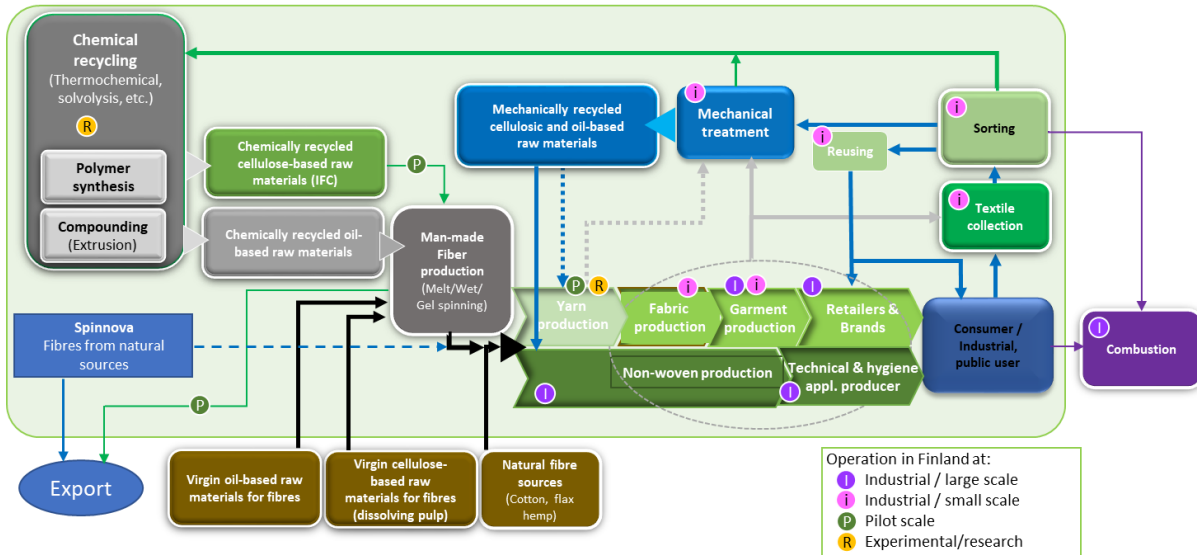 Chemical
recycling
(Thermochemical,
solvolysis, etc.)
R
Polymer
synthesis
Compounding
(Extrusion)
Chemically recycled
cellulose-based raw
materials (IFC)
P
Chemically recycled oil-
based raw materials
Mechanically recycled
cellulosic and oil-based
raw materials
i
Mechanical
treatment
i
Reusing
i
Sorting
i
Textile
collection
Man-made
Fiber
production
(Melt/Wet/
Gel spinning)
P
R
Yarn
production
i
Fabric
production
I
i
Garment
production
I
Retailers &
Brands
I
Non-woven production
I
Technical & hygiene
appl. producer
Consumer /
Industrial,
public user
I
Combustion
Spinnova
Fibres from natural
sources
P
Export
Virgin oil-based raw
materials for fibres
Virgin cellulose-
based raw
materials for fibres
(dissolving pulp)
Natural fibre
sources
(Cotton, flax
hemp)
Operation in Finland at:
I Industrial / large scale
i Industrial / small scale
P Pilot scale
R Experimental/research